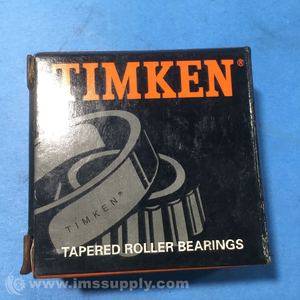 TIMKEN®
TIMKEN®
TAPERED ROLLER BEARINGS
© www.imssupply.com